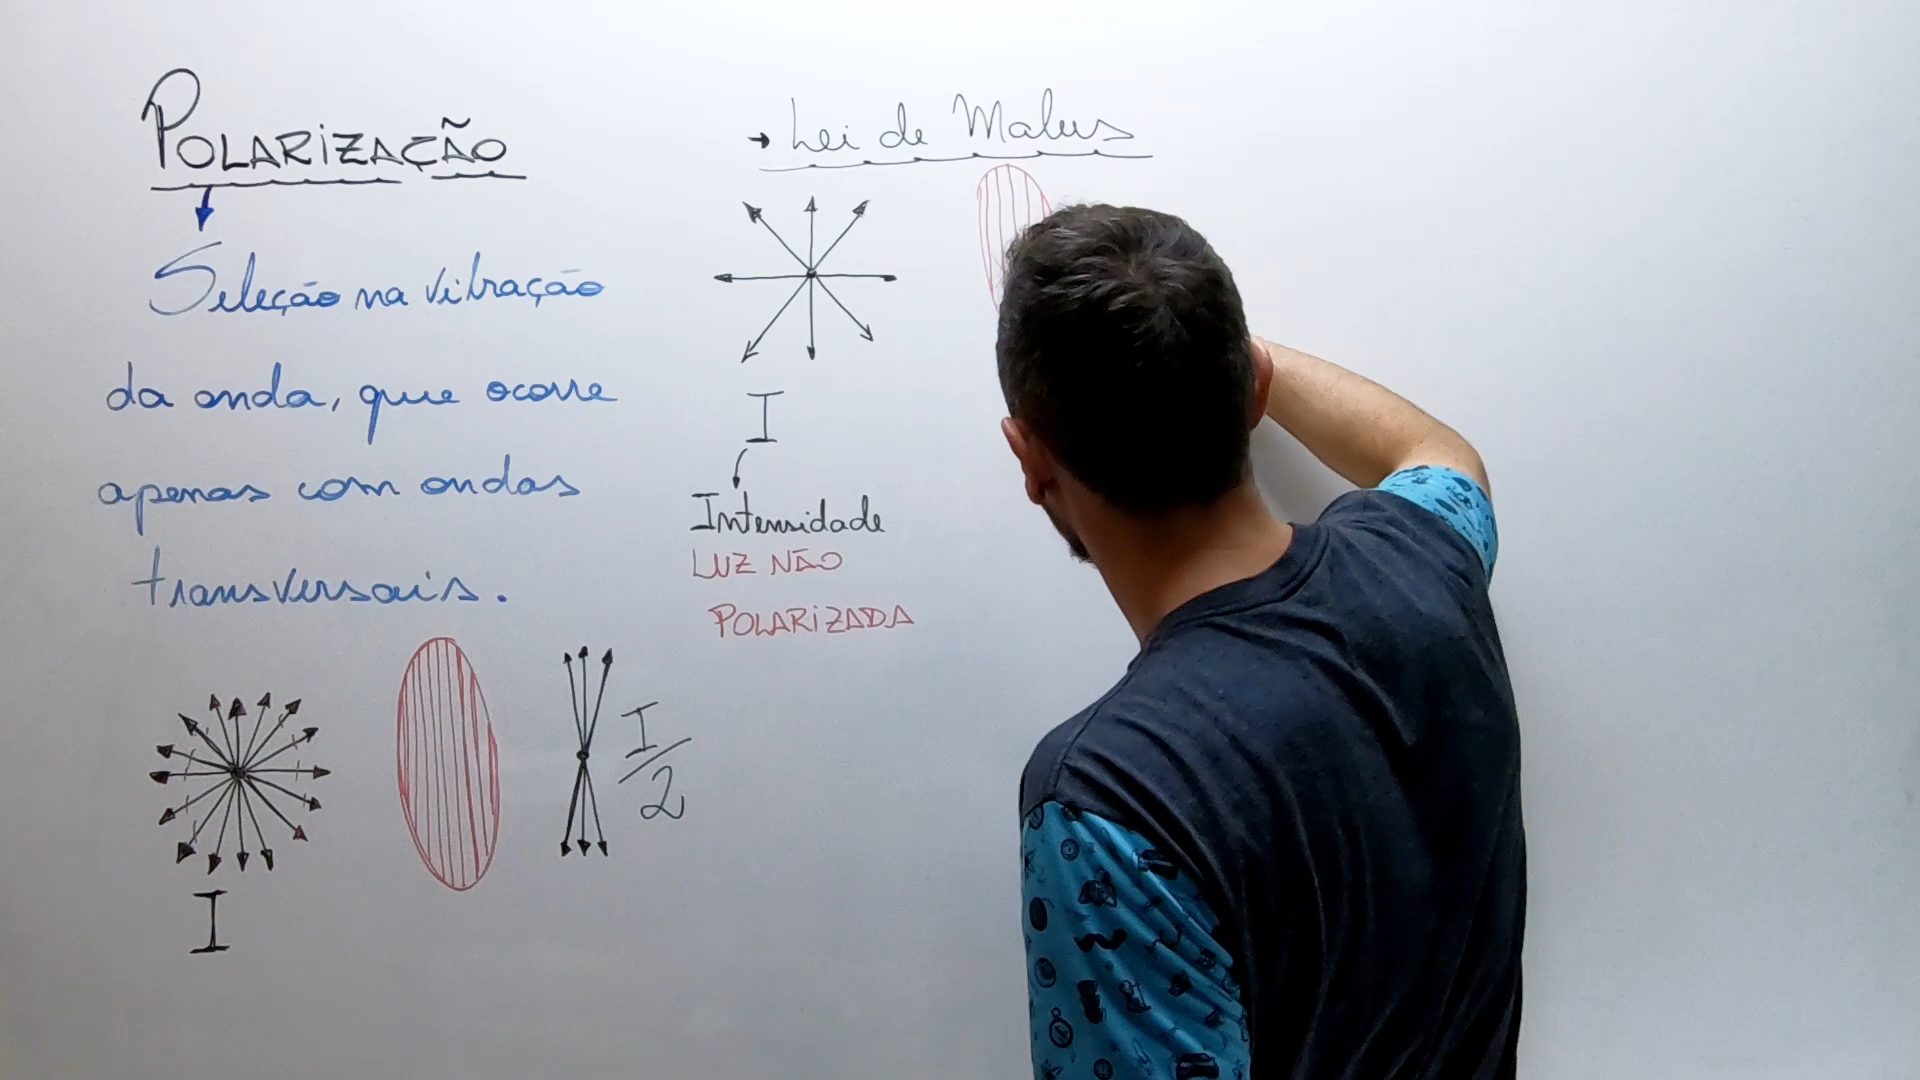 POLARiZAÇÃO
Seleção na vibração
da onda, que ocorre
apenas com ondas
transversais.
I
I/2
→ Lei de Malus
I
Intensidade
LUZ NÃO
POLARiZADA